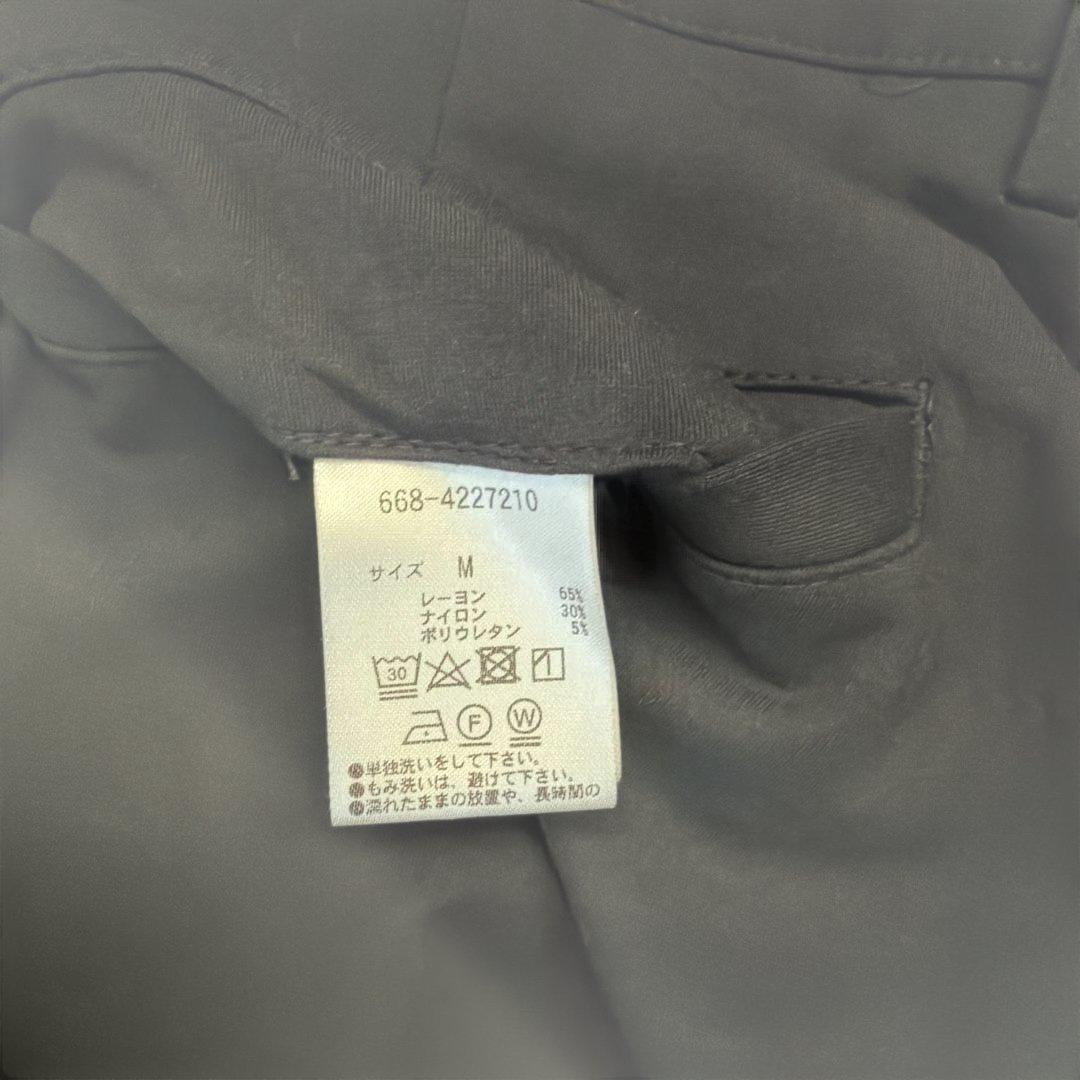 668-4227210
サイズ M
レーヨン 65%
ナイロン 30%
ポリウレタン 5%
30
F W
●単独洗いをして下さい。
●もみ洗いは、避けて下さい。
●濡れたままの放置や、長時間の